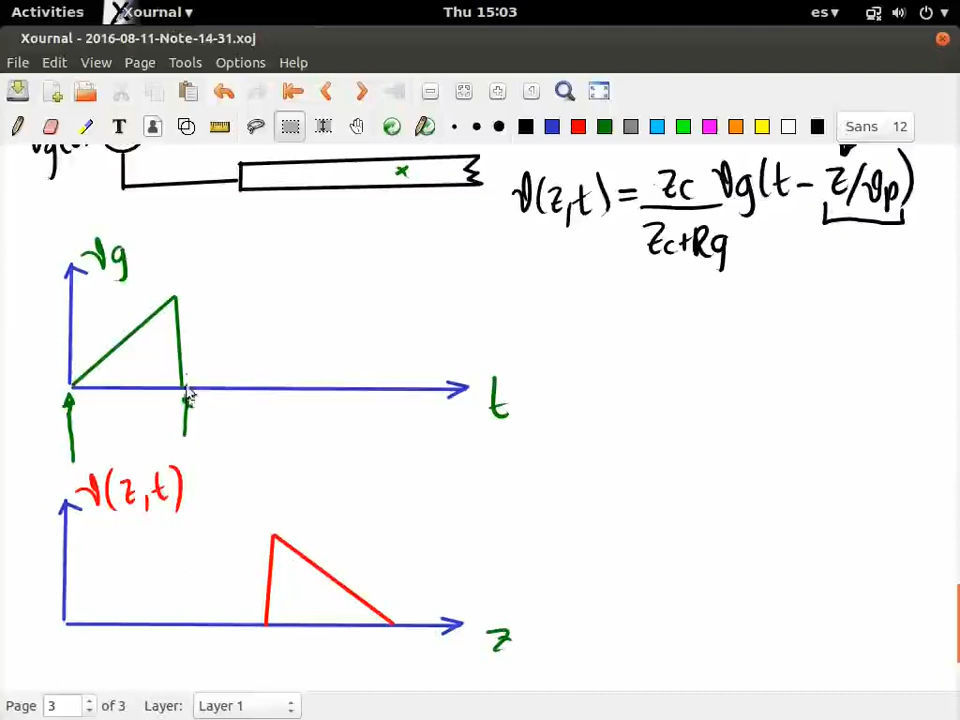 Activities Xournal ▾ Thu 15:03 es ▾
Xournal - 2016-08-11-Note-14-31.xoj
File Edit View Page Tools Options Help
Sans 12
v(z,t) = Zc/(Zc+Rg) vg(t - z/vp)
vg
t
v(z,t)
z
Page 3 of 3 Layer: Layer 1